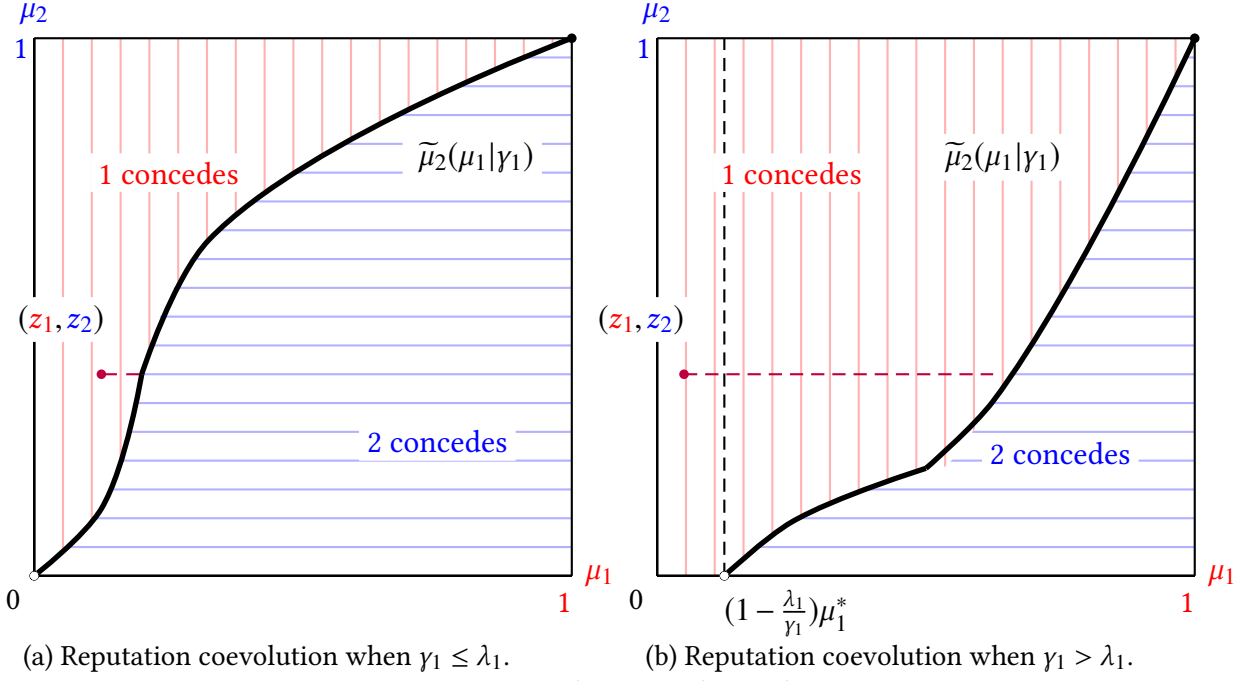 μ₂
1
1 concedes
μ̃₂(μ₁|γ₁)
(z₁, z₂)
2 concedes
μ₁
0
1
(a) Reputation coevolution when γ₁ ≤ λ₁.
μ₂
1
1 concedes
μ̃₂(μ₁|γ₁)
(z₁, z₂)
2 concedes
μ₁
0
(1 − λ₁/γ₁)μ₁*
1
(b) Reputation coevolution when γ₁ > λ₁.